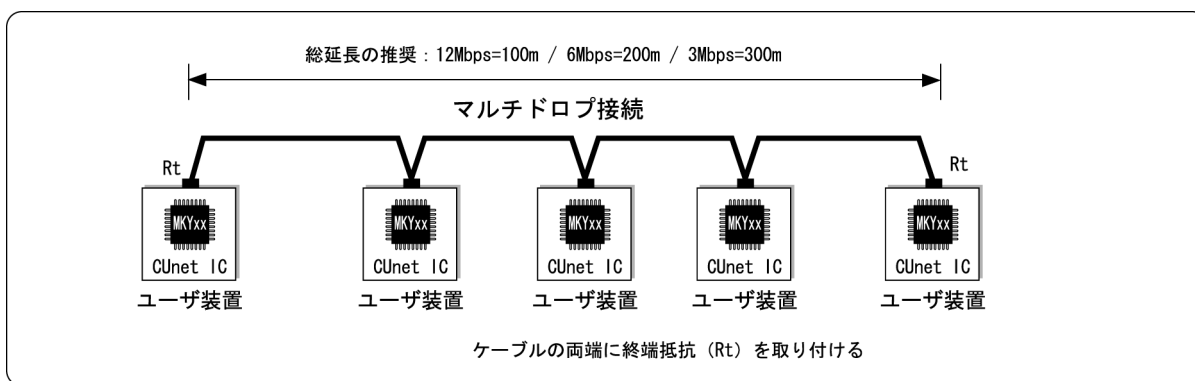 総延長の推奨：12Mbps=100m / 6Mbps=200m / 3Mbps=300m
マルチドロップ接続
Rt Rt
MKYxx MKYxx MKYxx MKYxx MKYxx
CUnet IC CUnet IC CUnet IC CUnet IC CUnet IC
ユーザ装置 ユーザ装置 ユーザ装置 ユーザ装置 ユーザ装置
ケーブルの両端に終端抵抗（Rt）を取り付ける